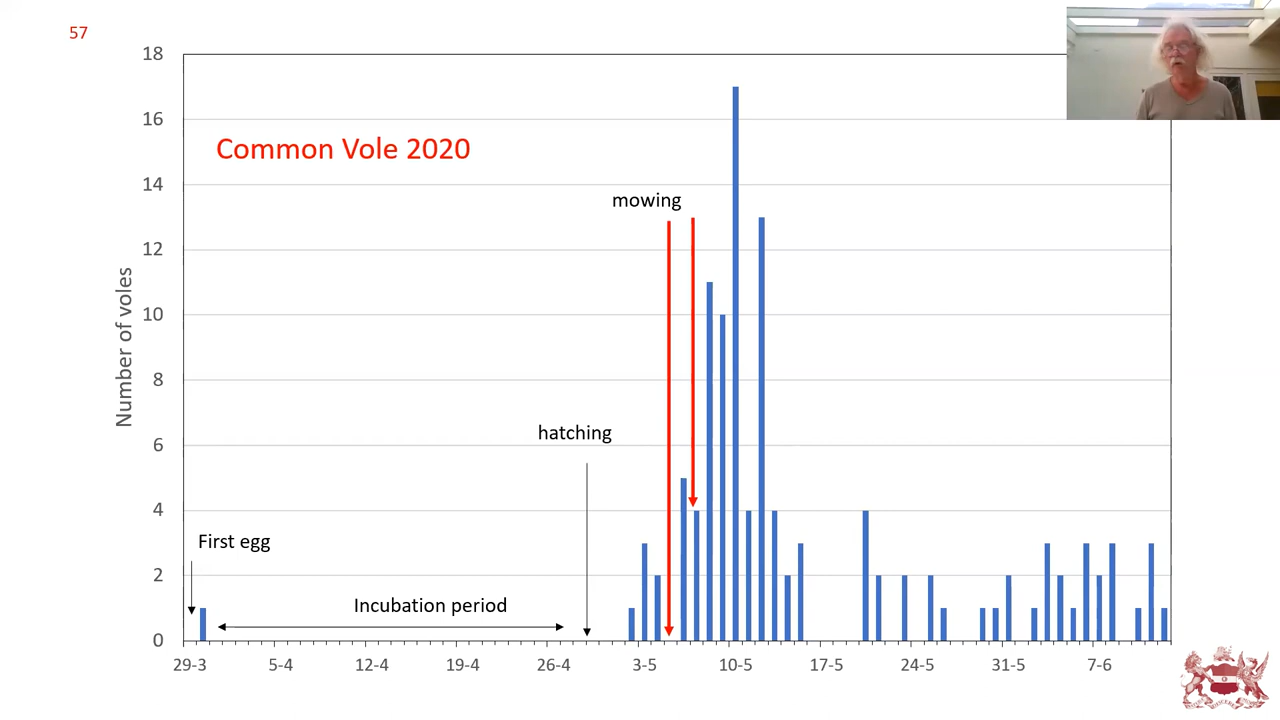 57
Common Vole 2020
Number of voles
18
16
14
12
10
8
6
4
2
0
mowing
hatching
First egg
Incubation period
29-3 5-4 12-4 19-4 26-4 3-5 10-5 17-5 24-5 31-5 7-6